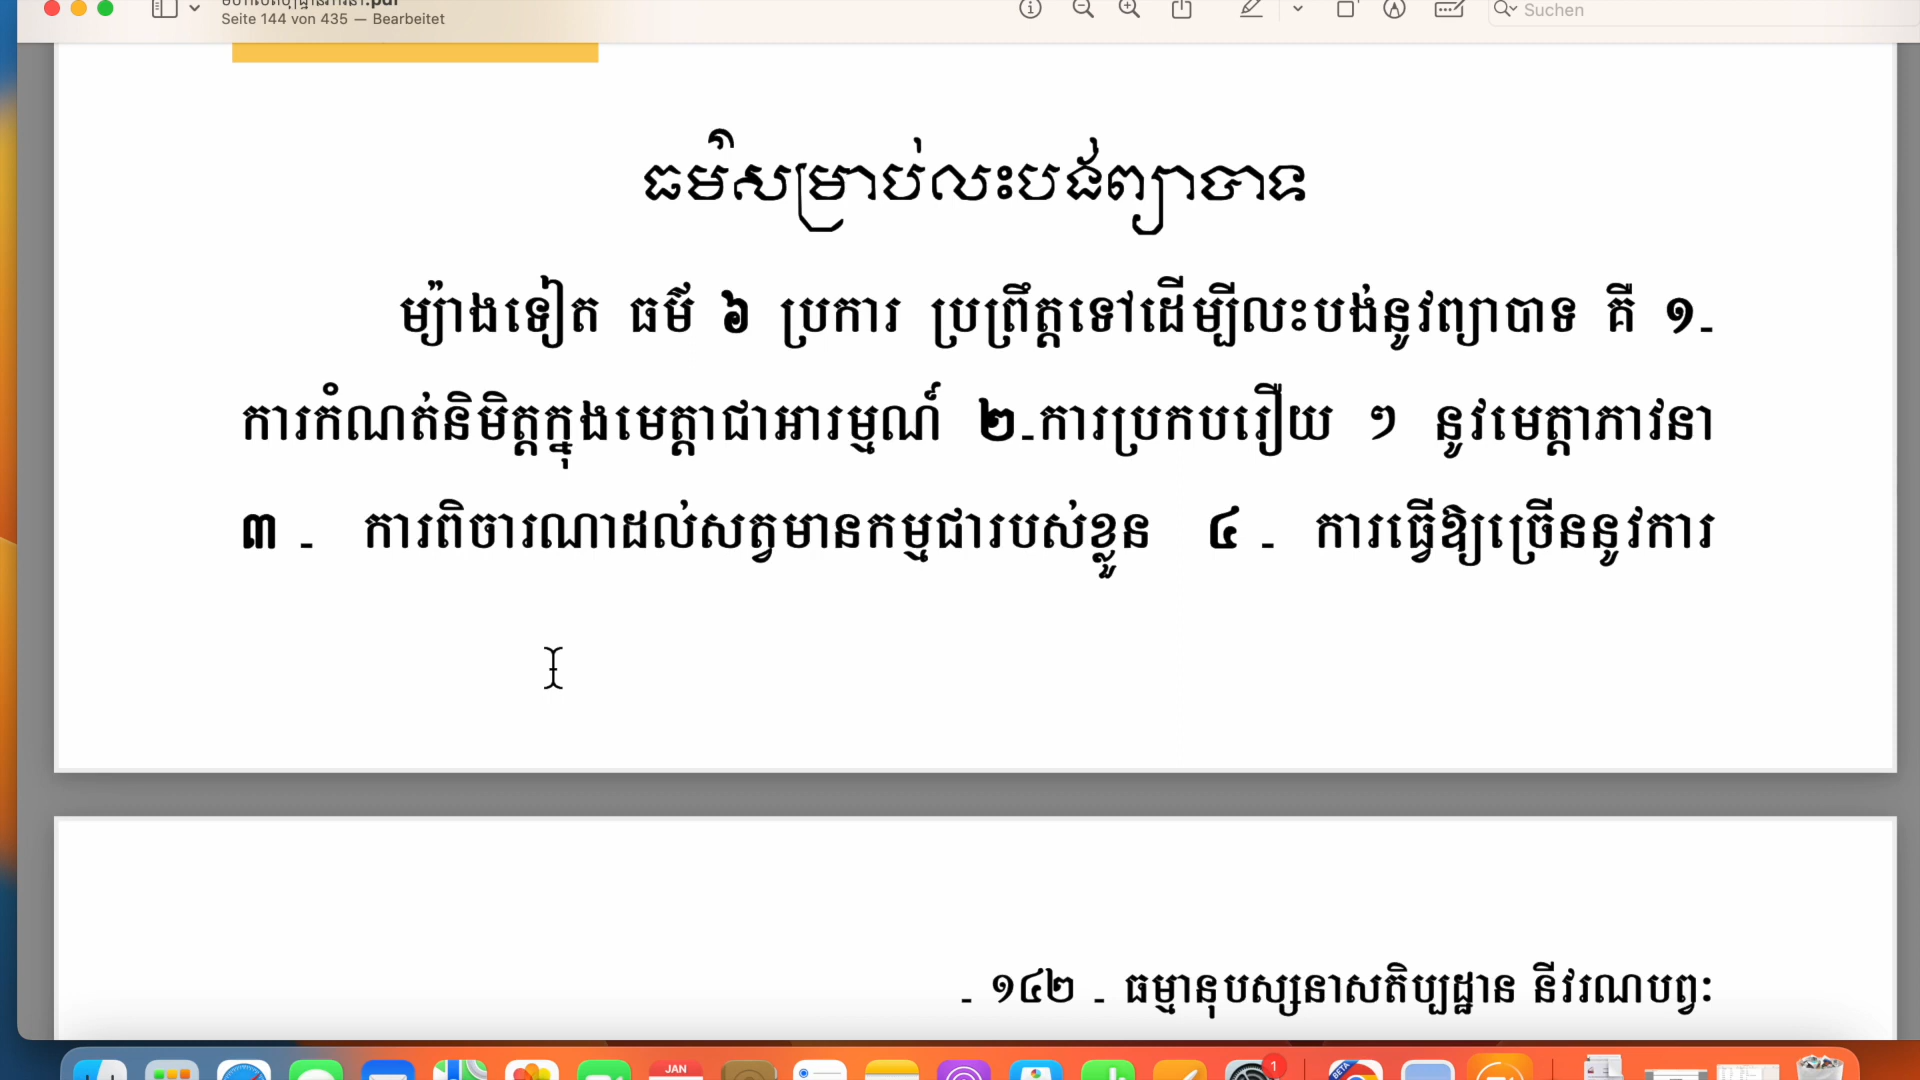 Seite 144 von 435 — Bearbeitet
Suchen
ធម៌សម្រាប់លះបង់ព្យាបាទ
ម្យ៉ាងទៀត ធម៌ ៦ ប្រការ ប្រព្រឹត្តទៅដើម្បីលះបង់នូវព្យាបាទ គឺ ១-
ការកំណត់និមិត្តក្នុងមេត្តាជាអារម្មណ៍ ២-ការប្រកបរឿយ ៗ នូវមេត្តាភាវនា
៣ - ការពិចារណាដល់សត្វមានកម្មជារបស់ខ្លួន ៤ - ការធ្វើឱ្យច្រើននូវការ
- ១៤២ - ធម្មានុបស្សនាសតិប្បដ្ឋាន នីវរណបព្វៈ
JAN
1
BETA